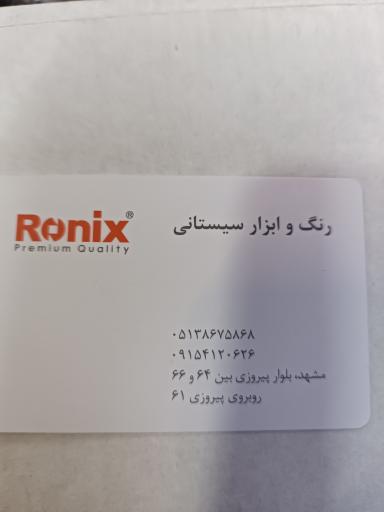 Ronix®
Premium Quality
رنگ و ابزار سیستانی
۰۵۱۳۸۶۷۵۸۶۸
۰۹۱۵۴۱۲۰۶۲۶
مشهد، بلوار پیروزی بین ۶۴ و ۶۶
روبروی پیروزی ۶۱